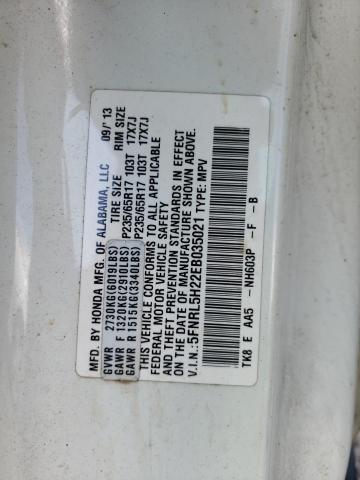 MFD. BY HONDA MFG. OF ALABAMA, LLC 09/'13
GVWR 2730KG(6019LBS) TIRE SIZE RIM SIZE
GAWR F 1320KG(2910LBS) P235/65R17 103T 17X7J
GAWR R 1515KG(3340LBS) P235/65R17 103T 17X7J
THIS VEHICLE CONFORMS TO ALL APPLICABLE
FEDERAL MOTOR VEHICLE SAFETY
AND THEFT PREVENTION STANDARDS IN EFFECT
ON THE DATE OF MANUFACTURE SHOWN ABOVE.
V.I.N.:5FNRL5H22EB035021 TYPE: MPV
TK8 E AA5 -NH603P -F -B